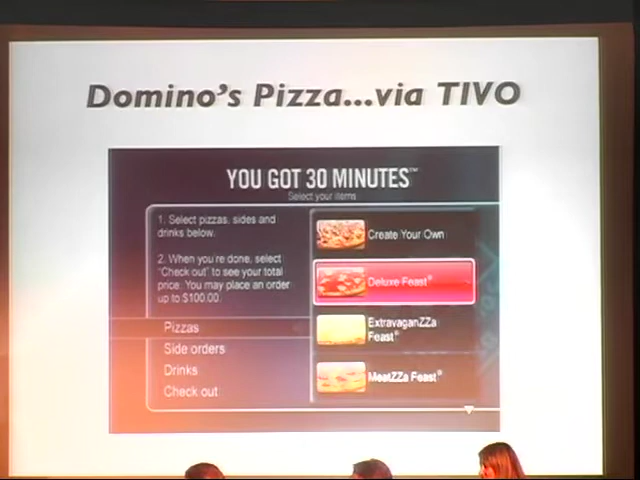 Domino's Pizza...via TIVO
YOU GOT 30 MINUTES™
Select your items
1. Select pizzas, sides and
drinks below.
2. When you're done, select
"Check out" to see your total
price. You may place an order
up to $100.00.
Pizzas
Side orders
Drinks
Check out
Create Your Own
Deluxe Feast®
ExtravaganZZa
Feast®
MeatZZa Feast®